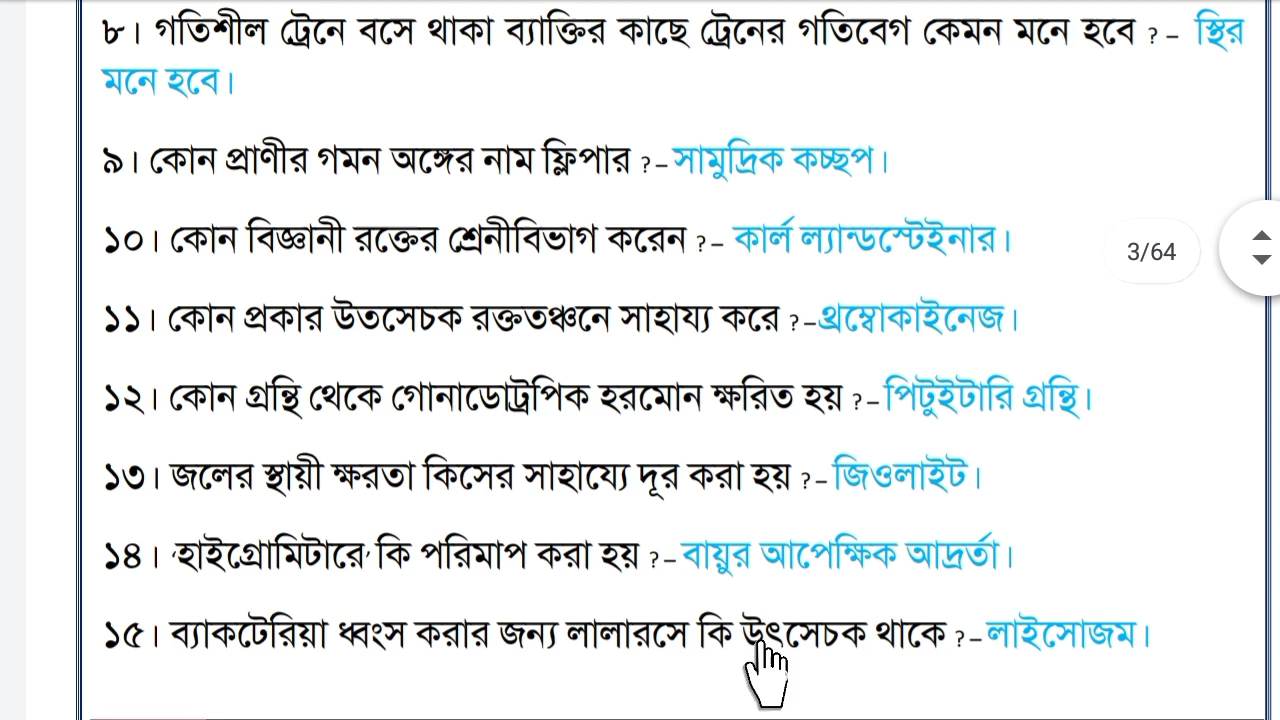 ৮। গতিশীল ট্রেনে বসে থাকা ব্যাক্তির কাছে ট্রেনের গতিবেগ কেমন মনে হবে ?- স্থির
মনে হবে।
৯। কোন প্রাণীর গমন অঙ্গের নাম ফ্লিপার ?-সামুদ্রিক কচ্ছপ।
১০। কোন বিজ্ঞানী রক্তের শ্রেনীবিভাগ করেন ?- কার্ল ল্যান্ডস্টেইনার।
3/64
১১। কোন প্রকার উতসেচক রক্ততঞ্চনে সাহায্য করে ?-থ্রম্বোকাইনেজ।
১২। কোন গ্রন্থি থেকে গোনাডোট্রপিক হরমোন ক্ষরিত হয় ?-পিটুইটারি গ্রন্থি।
১৩। জলের স্থায়ী ক্ষরতা কিসের সাহায্যে দূর করা হয় ?-জিওলাইট।
১৪। 'হাইগ্রোমিটারে' কি পরিমাপ করা হয় ?-বায়ুর আপেক্ষিক আদ্রর্তা।
১৫। ব্যাকটেরিয়া ধ্বংস করার জন্য লালারসে কি উৎসেচক থাকে ?-লাইসোজম।